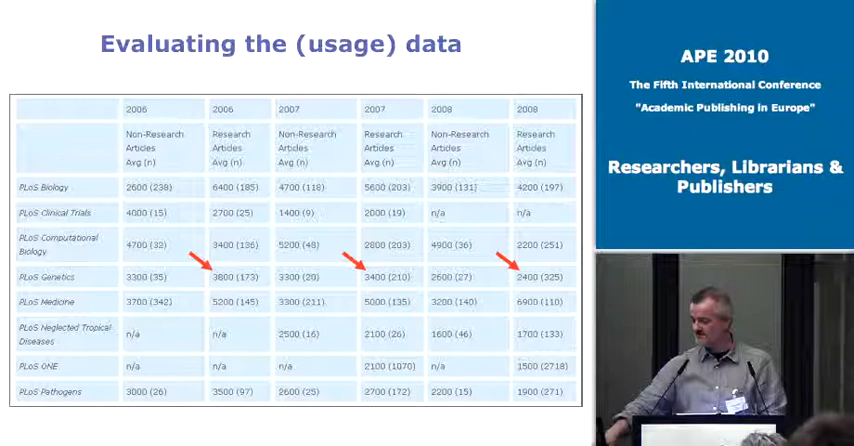 Evaluating the (usage) data
2006 2006 2007 2007 2008 2008
Non-Research Research Non-Research Research Non-Research Research
Articles Articles Articles Articles Articles Articles
Avg (n) Avg (n) Avg (n) Avg (n) Avg (n) Avg (n)
PLoS Biology 2600 (238) 6400 (185) 4700 (118) 5600 (203) 3900 (131) 4200 (197)
PLoS Clinical Trials 4000 (15) 2700 (25) 1400 (9) 2000 (19) n/a n/a
PLoS Computational
Biology 4700 (32) 3400 (136) 5200 (48) 2800 (203) 4900 (36) 2200 (251)
PLoS Genetics 3300 (35) 3800 (173) 3300 (20) 3400 (210) 2600 (27) 2400 (325)
PLoS Medicine 3700 (342) 5200 (145) 3300 (211) 5000 (135) 3200 (140) 6900 (110)
PLoS Neglected Tropical
Diseases n/a n/a 2500 (16) 2100 (26) 1600 (46) 1700 (133)
PLoS ONE n/a n/a n/a 2100 (1070) n/a 1500 (2718)
PLoS Pathogens 3000 (26) 3500 (97) 2600 (25) 2700 (172) 2200 (15) 1900 (271)
APE 2010
The Fifth International Conference
"Academic Publishing in Europe"
Researchers, Librarians &
Publishers